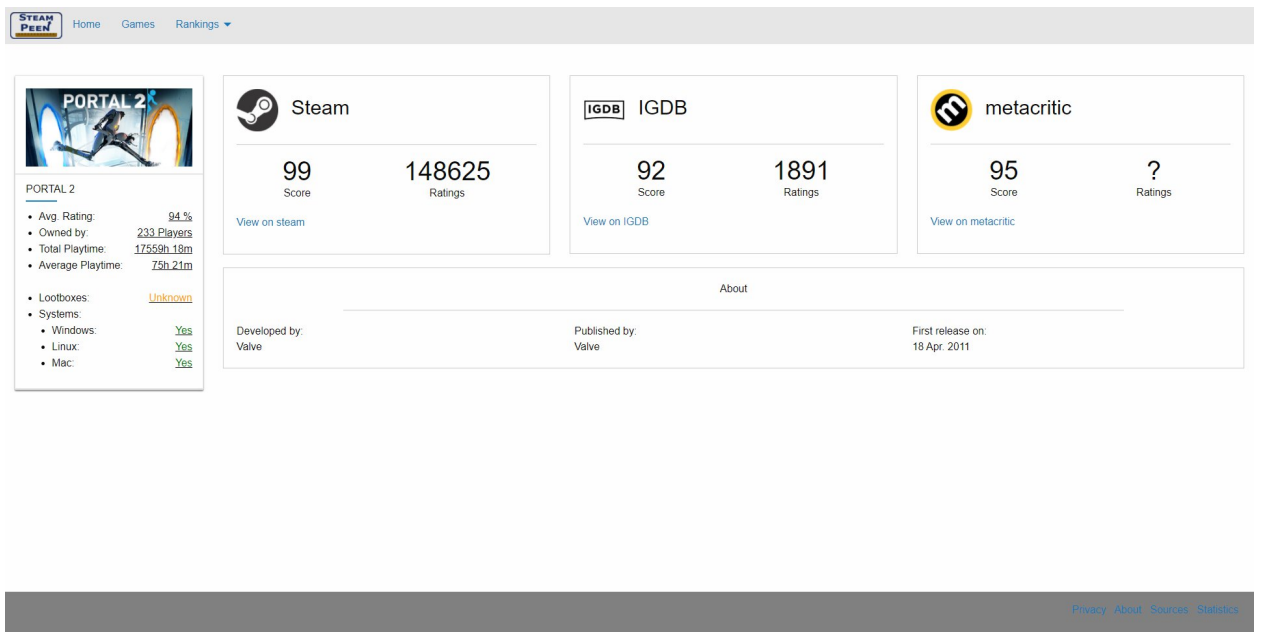 STEAM
PEEN
Home Games Rankings
PORTAL 2
PORTAL 2
Avg. Rating: 94 %
Owned by: 233 Players
Total Playtime: 17559h 18m
Average Playtime: 75h 21m
Lootboxes: Unknown
Systems:
Windows: Yes
Linux: Yes
Mac: Yes
Steam
99 148625
Score Ratings
View on steam
IGDB IGDB
92 1891
Score Ratings
View on IGDB
m metacritic
95 ?
Score Ratings
View on metacritic
About
Developed by: Published by: First release on:
Valve Valve 18 Apr. 2011
Privacy About Sources Statistics